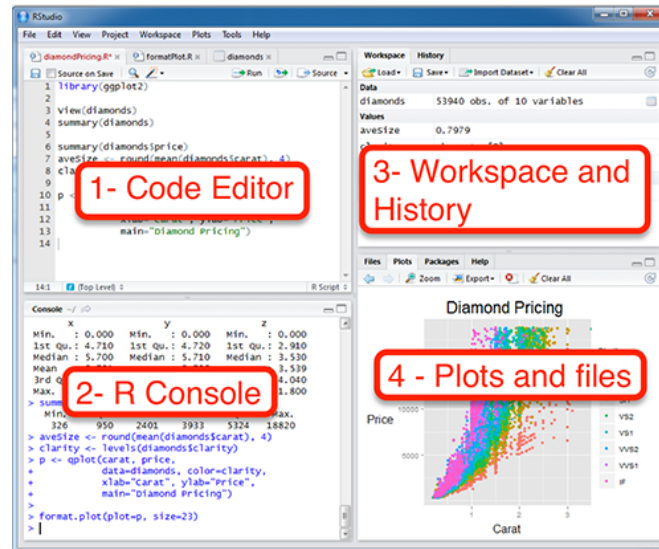 RStudio
File Edit View Project Workspace Plots Tools Help
diamondPricing.R* formatPlot.R diamonds
Source on Save Run Source
1 library(ggplot2)
2
3 View(diamonds)
4 summary(diamonds)
5
6 summary(diamonds$price)
7 aveSize <- round(mean(diamonds$carat), 4)
8 cla
9
10 p <
11
12 xlab="Carat", ylab="Price",
13 main="Diamond Pricing")
14
1- Code Editor
14:1 (Top Level) R Script
Workspace History
Load Save Import Dataset Clear All
Data
diamonds 53940 obs. of 10 variables
Values
aveSize 0.7979
3- Workspace and
History
Console ~/
x y z
Min. : 0.000 Min. : 0.000 Min. : 0.000
1st Qu.: 4.710 1st Qu.: 4.720 1st Qu.: 2.910
Median : 5.700 Median : 5.710 Median : 3.530
Mean 3.539
3rd Q 4.040
Max. 1.800
2- R Console
> summ
Min. Max.
326 950 2401 3933 5324 18820
> aveSize <- round(mean(diamonds$carat), 4)
> clarity <- levels(diamonds$clarity)
> p <- qplot(carat, price,
+ data=diamonds, color=clarity,
+ xlab="Carat", ylab="Price",
+ main="Diamond Pricing")
>
> format.plot(plot=p, size=23)
>
Files Plots Packages Help
Zoom Export Clear All
Diamond Pricing
4 - Plots and files
Price
10000
5000
VS2
VS1
VVS2
VVS1
IF
1 2 3
Carat